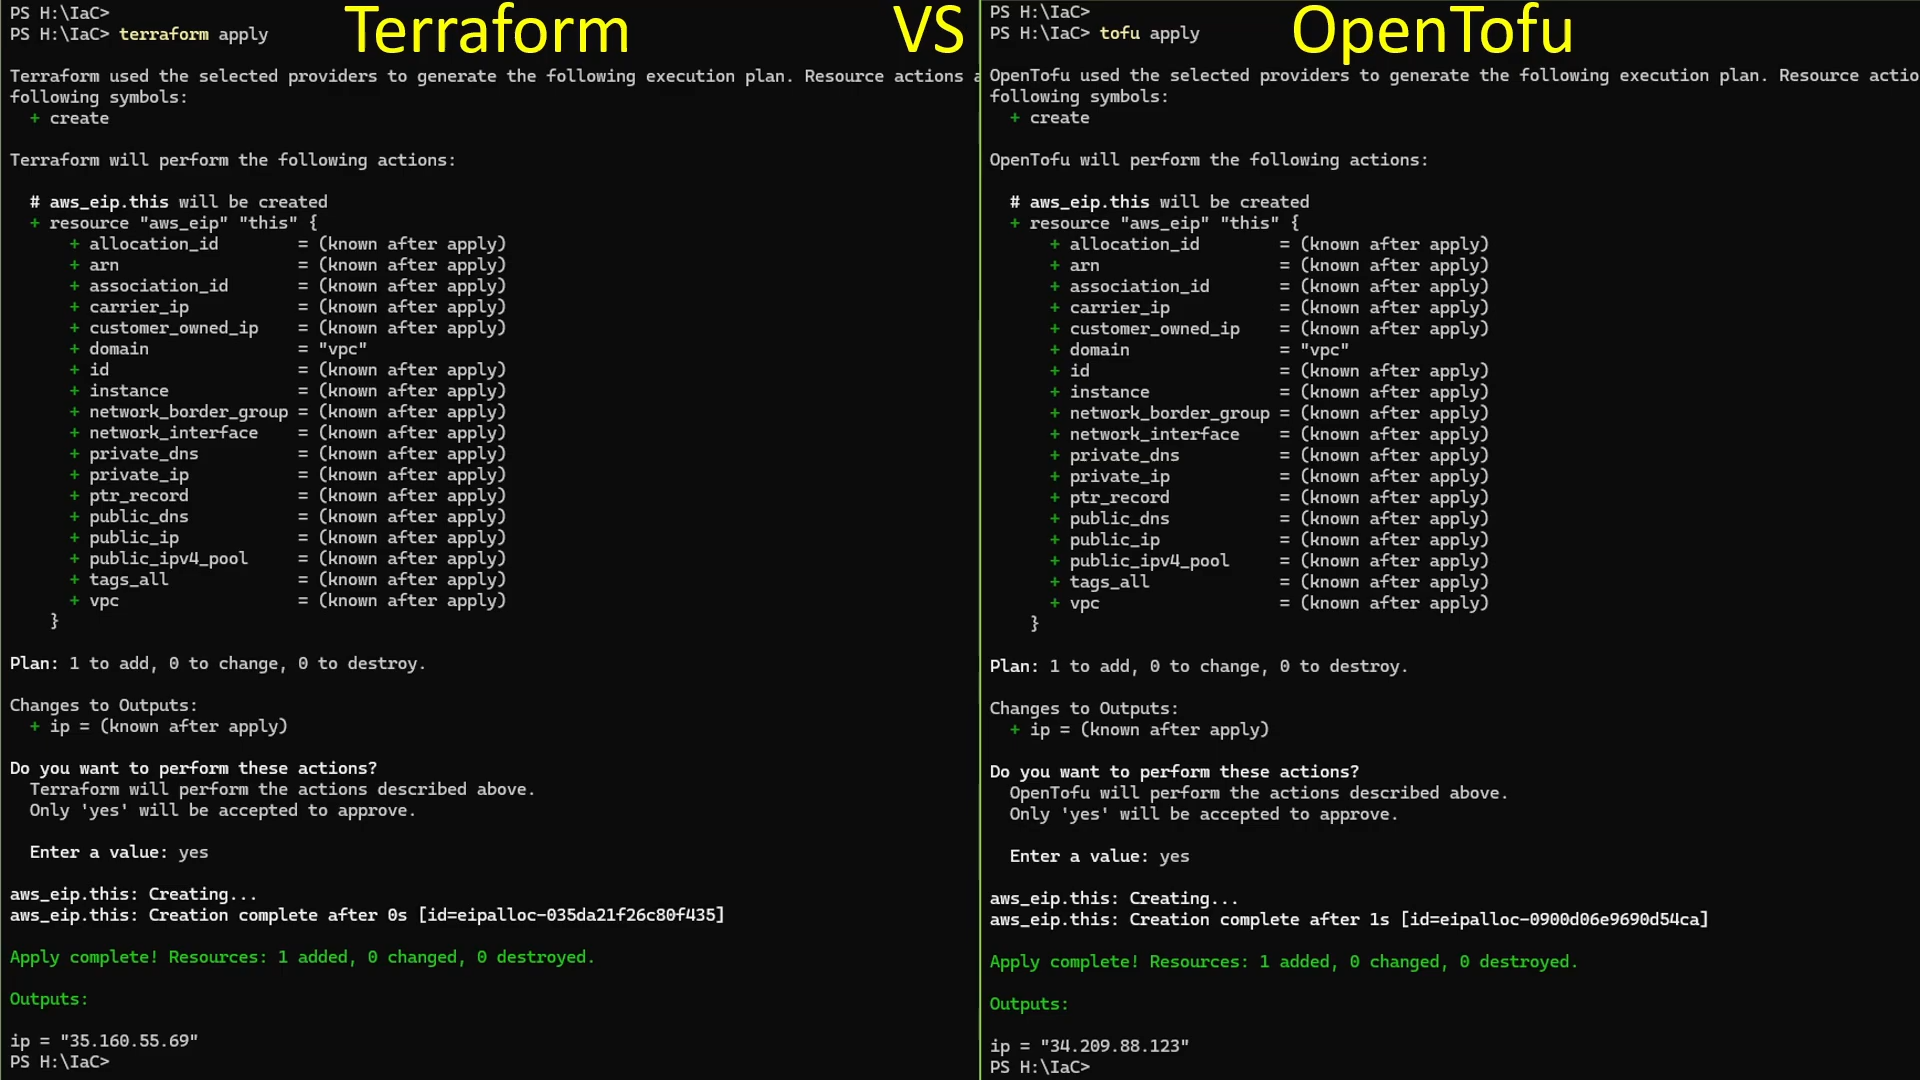 Terraform VS OpenTofu
PS H:\IaC>
PS H:\IaC> terraform apply
Terraform used the selected providers to generate the following execution plan. Resource actions a
following symbols:
+ create
Terraform will perform the following actions:
# aws_eip.this will be created
+ resource "aws_eip" "this" {
+ allocation_id = (known after apply)
+ arn = (known after apply)
+ association_id = (known after apply)
+ carrier_ip = (known after apply)
+ customer_owned_ip = (known after apply)
+ domain = "vpc"
+ id = (known after apply)
+ instance = (known after apply)
+ network_border_group = (known after apply)
+ network_interface = (known after apply)
+ private_dns = (known after apply)
+ private_ip = (known after apply)
+ ptr_record = (known after apply)
+ public_dns = (known after apply)
+ public_ip = (known after apply)
+ public_ipv4_pool = (known after apply)
+ tags_all = (known after apply)
+ vpc = (known after apply)
}
Plan: 1 to add, 0 to change, 0 to destroy.
Changes to Outputs:
+ ip = (known after apply)
Do you want to perform these actions?
Terraform will perform the actions described above.
Only 'yes' will be accepted to approve.
Enter a value: yes
aws_eip.this: Creating...
aws_eip.this: Creation complete after 0s [id=eipalloc-035da21f26c80f435]
Apply complete! Resources: 1 added, 0 changed, 0 destroyed.
Outputs:
ip = "35.160.55.69"
PS H:\IaC>
PS H:\IaC>
PS H:\IaC> tofu apply
OpenTofu used the selected providers to generate the following execution plan. Resource actio
following symbols:
+ create
OpenTofu will perform the following actions:
# aws_eip.this will be created
+ resource "aws_eip" "this" {
+ allocation_id = (known after apply)
+ arn = (known after apply)
+ association_id = (known after apply)
+ carrier_ip = (known after apply)
+ customer_owned_ip = (known after apply)
+ domain = "vpc"
+ id = (known after apply)
+ instance = (known after apply)
+ network_border_group = (known after apply)
+ network_interface = (known after apply)
+ private_dns = (known after apply)
+ private_ip = (known after apply)
+ ptr_record = (known after apply)
+ public_dns = (known after apply)
+ public_ip = (known after apply)
+ public_ipv4_pool = (known after apply)
+ tags_all = (known after apply)
+ vpc = (known after apply)
}
Plan: 1 to add, 0 to change, 0 to destroy.
Changes to Outputs:
+ ip = (known after apply)
Do you want to perform these actions?
OpenTofu will perform the actions described above.
Only 'yes' will be accepted to approve.
Enter a value: yes
aws_eip.this: Creating...
aws_eip.this: Creation complete after 1s [id=eipalloc-0900d06e9690d54ca]
Apply complete! Resources: 1 added, 0 changed, 0 destroyed.
Outputs:
ip = "34.209.88.123"
PS H:\IaC>